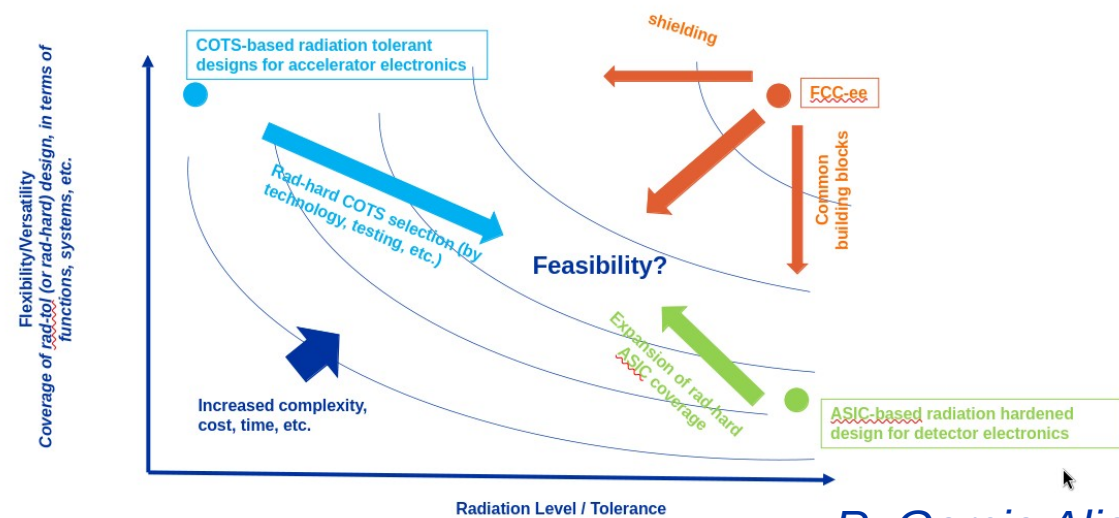 shielding
COTS-based radiation tolerant
designs for accelerator electronics
FCC-ee
Common
building blocks
Flexibility/Versatility
Coverage of rad-tol (or rad-hard) design, in terms of
functions, systems, etc.
Rad-hard COTS selection (by
technology, testing, etc.)
Feasibility?
Expansion of rad-hard
ASIC coverage
Increased complexity,
cost, time, etc.
ASIC-based radiation hardened
design for detector electronics
Radiation Level / Tolerance